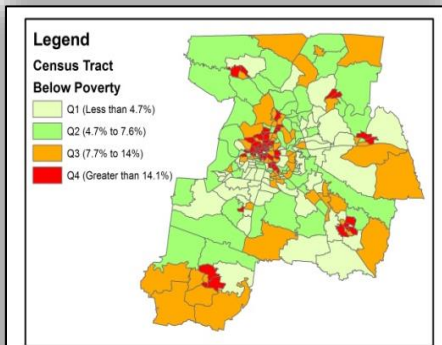 Legend
Census Tract
Below Poverty
Q1 (Less than 4.7%)
Q2 (4.7% to 7.6%)
Q3 (7.7% to 14%)
Q4 (Greater than 14.1%)